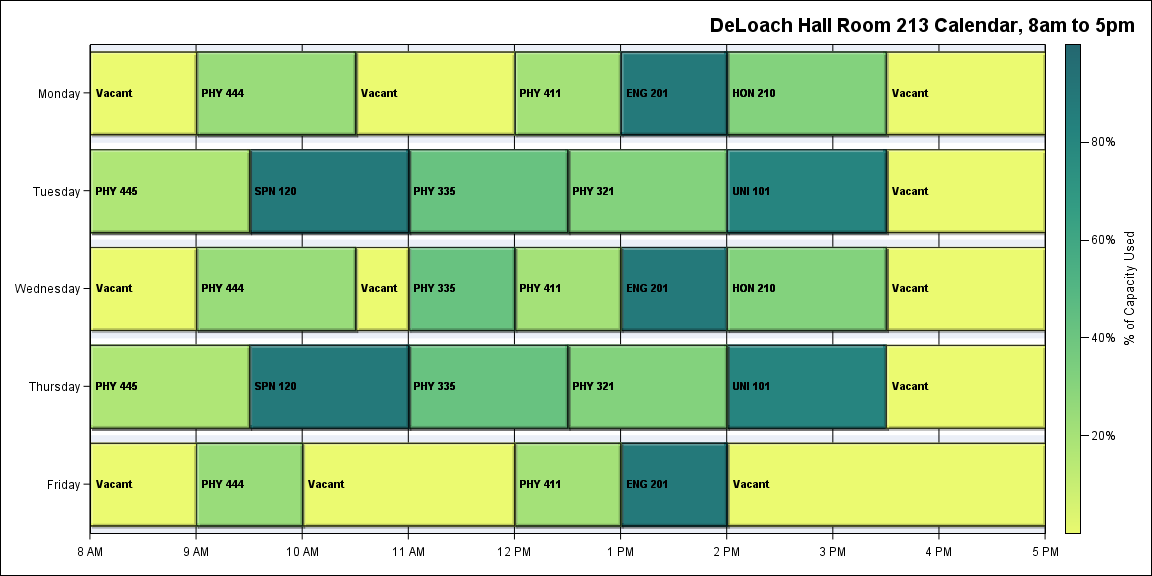 DeLoach Hall Room 213 Calendar, 8am to 5pm
Monday
Vacant
PHY 444
Vacant
PHY 411
ENG 201
HON 210
Vacant
Tuesday
PHY 445
SPN 120
PHY 335
PHY 321
UNI 101
Vacant
Wednesday
Vacant
PHY 444
Vacant
PHY 335
PHY 411
ENG 201
HON 210
Vacant
Thursday
PHY 445
SPN 120
PHY 335
PHY 321
UNI 101
Vacant
Friday
Vacant
PHY 444
Vacant
PHY 411
ENG 201
Vacant
8 AM
9 AM
10 AM
11 AM
12 PM
1 PM
2 PM
3 PM
4 PM
5 PM
80%
60%
40%
20%
% of Capacity Used